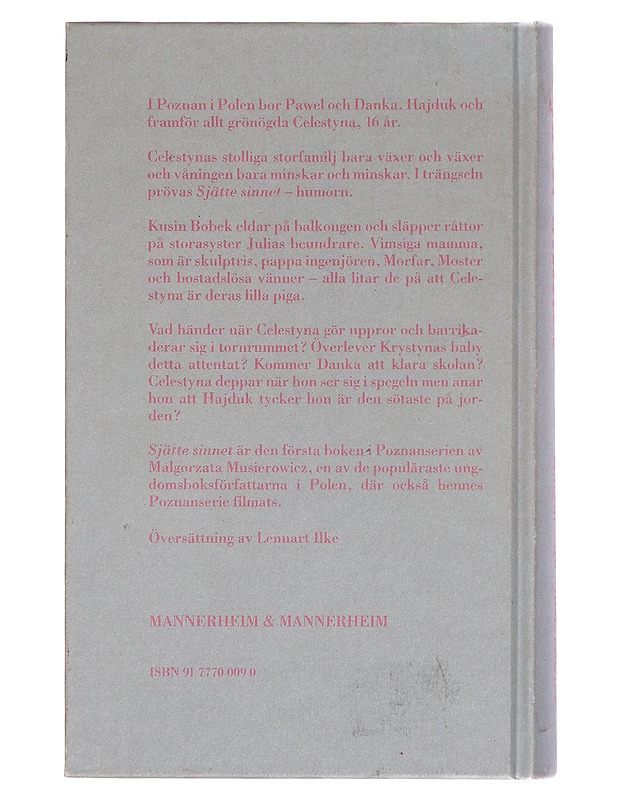 I Poznan i Polen bor Pawel och Danka, Hajduk och
framför allt grönögda Celestyna, 16 år.
Celestynas stolliga storfamilj bara växer och växer
och våningen bara minskar och minskar. I trängseln
prövas Sjätte sinnet – humorn.
Kusin Bobek eldar på balkongen och släpper råttor
på storasyster Julias beundrare. Vimsiga mamma,
som är skulptris, pappa ingenjören, Morfar, Moster
och bostadslösa vänner – alla litar de på att Cele-
styna är deras lilla piga.
Vad händer när Celestyna gör uppror och barrika-
derar sig i tornrummet? Överlever Krystynas baby
detta attentat? Kommer Danka att klara skolan?
Celestyna deppar när hon ser sig i spegeln men anar
hon att Hajduk tycker hon är den sötaste på jor-
den?
Sjätte sinnet är den första boken i Poznanserien av
Malgorzata Musierowicz, en av de populäraste ung-
domsboksförfattarna i Polen, där också hennes
Poznanserie filmats.
Översättning av Lennart Ilke
MANNERHEIM & MANNERHEIM
ISBN 91 7770 009 0